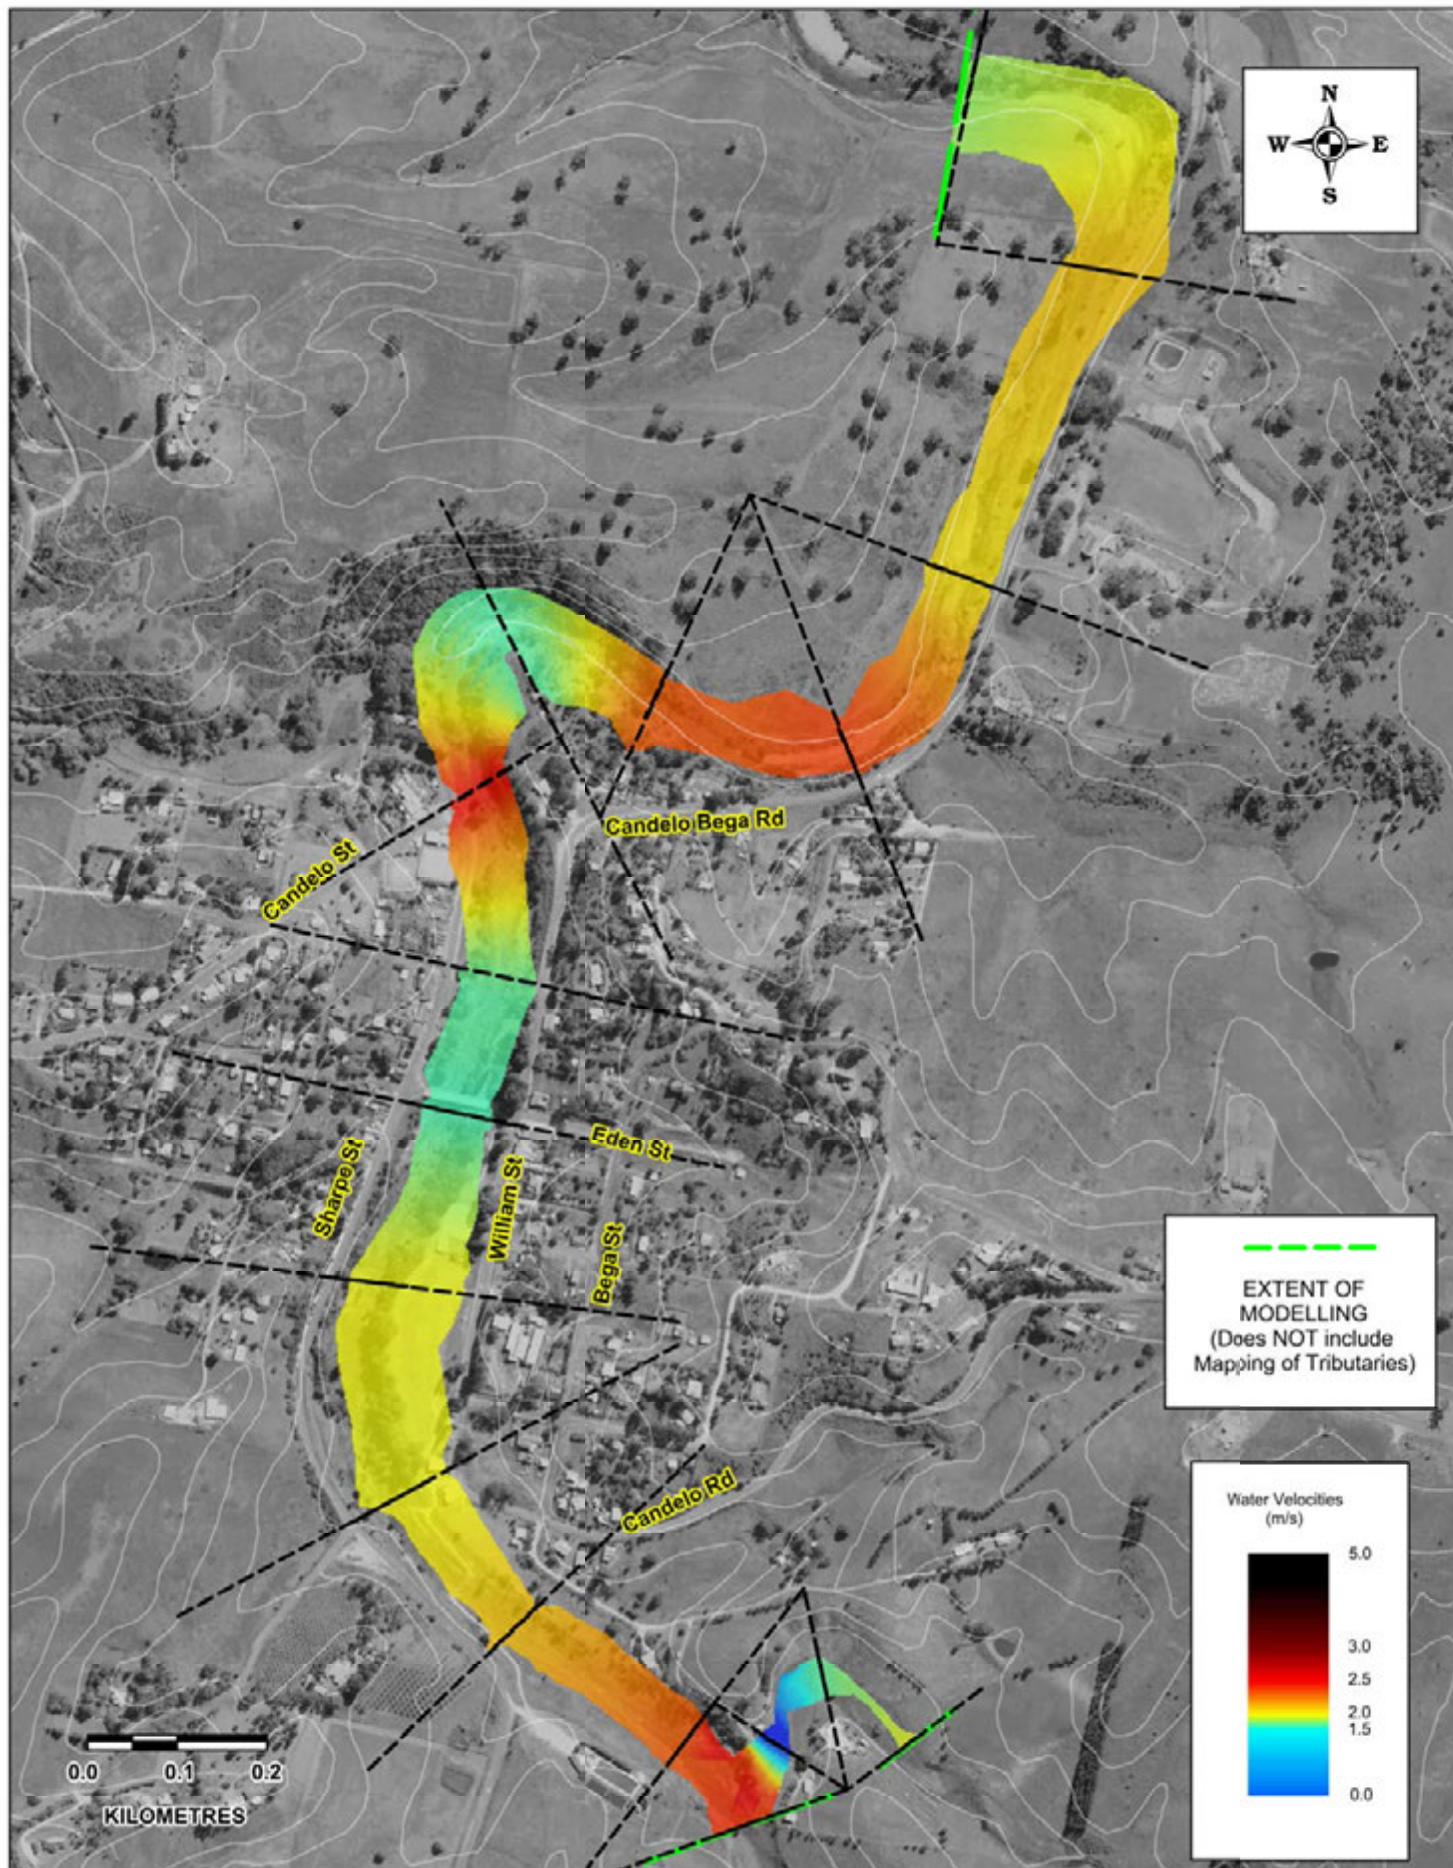 N
W E
S
Candelo Bega Rd
Candelo St
Eden St
Sharpe St
William St
Bega St
EXTENT OF
MODELLING
(Does NOT include
Mapping of Tributaries)
Candelo Rd
Water Velocities
(m/s)
5.0
3.0
2.5
2.0
1.5
0.0
0.0 0.1 0.2
KILOMETRES